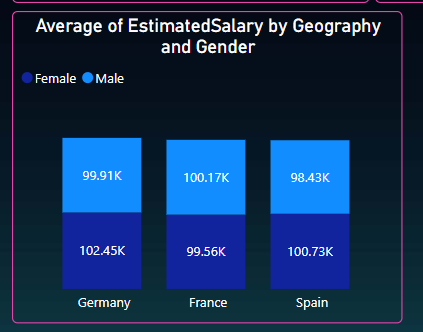 Average of EstimatedSalary by Geography
and Gender
Female Male
99.91K 100.17K 98.43K
102.45K 99.56K 100.73K
Germany France Spain